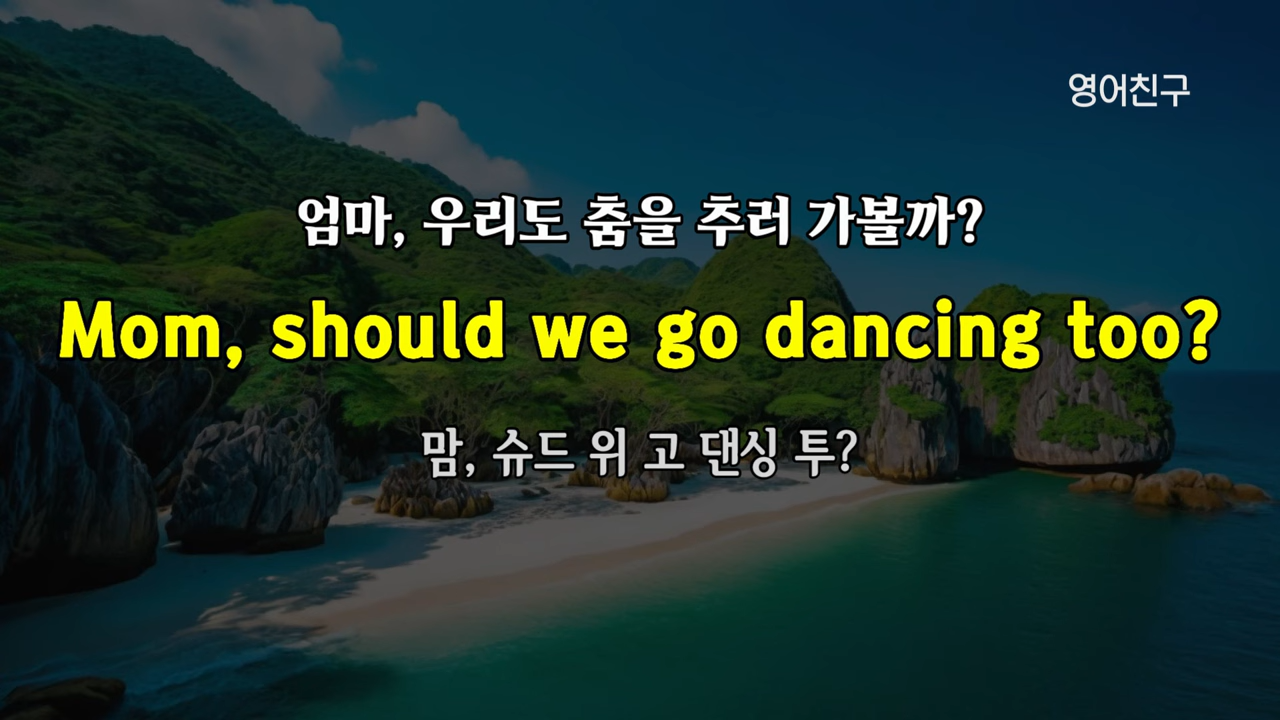 영어친구
엄마, 우리도 춤을 추러 가볼까?
Mom, should we go dancing too?
맘, 슈드 위 고 댄싱 투?